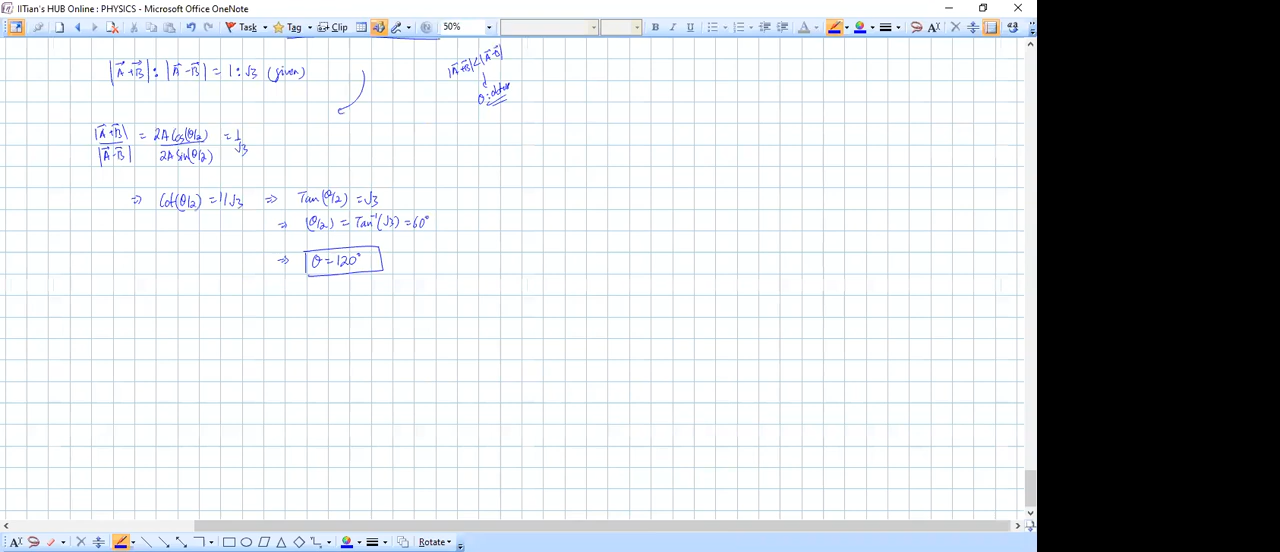 IITian's HUB Online : PHYSICS - Microsoft Office OneNote
Task Tag Clip 50% B I U
|A⃗+B⃗| : |A⃗-B⃗| = 1 : √3 (given)
|A⃗+B⃗| < |A⃗-B⃗|
θ : obtuse
|A⃗+B⃗| / |A⃗-B⃗| = 2A Cos(θ/2) / 2A Sin(θ/2) = 1/√3
⇒ Cot(θ/2) = 1/√3 ⇒ Tan(θ/2) = √3
⇒ (θ/2) = Tan⁻¹(√3) = 60°
⇒ θ = 120°
Rotate